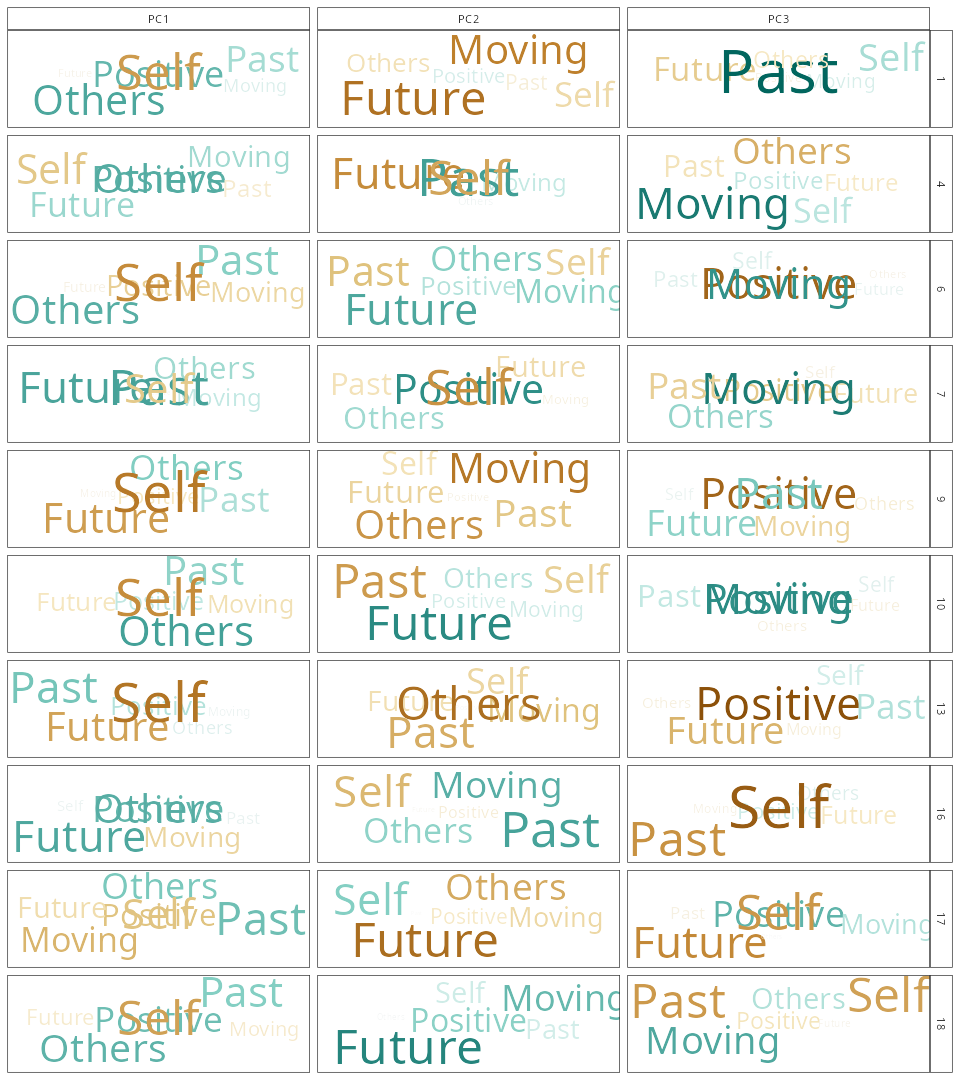 PC1 PC2 PC3
Future Positive Self Past Moving Others
Others Moving Positive Past Future Self
Future Others Past Self Moving
1
Self Positive Others Moving Past Future
Future Past Self Moving
Past Others Positive Future Moving Self
4
Future Positive Self Past Moving Others
Past Others Self Positive Moving Future
Past Self Positive Moving Others Future
6
Future Past Self Others Moving
Past Positive Self Future Moving Others
Past Positive Moving Self Future Others
7
Moving Others Self Positive Past Future
Self Moving Future Positive Others Past
Self Positive Past Others Future Moving
9
Past Future Positive Self Moving Others
Past Others Self Positive Moving Future
Past Positive Moving Self Future Others
10
Past Positive Self Moving Future Others
Future Self Others Moving Past
Others Positive Self Past Future Moving
13
Self Positive Others Past Future Moving
Self Moving Positive Others Past
Moving Positive Self Others Future Past
16
Future Others Positive Self Past Moving
Self Others Positive Moving Future
Past Positive Self Moving Future
17
Future Positive Self Past Others Moving
Self Moving Positive Past Future
Past Others Self Positive Moving
18